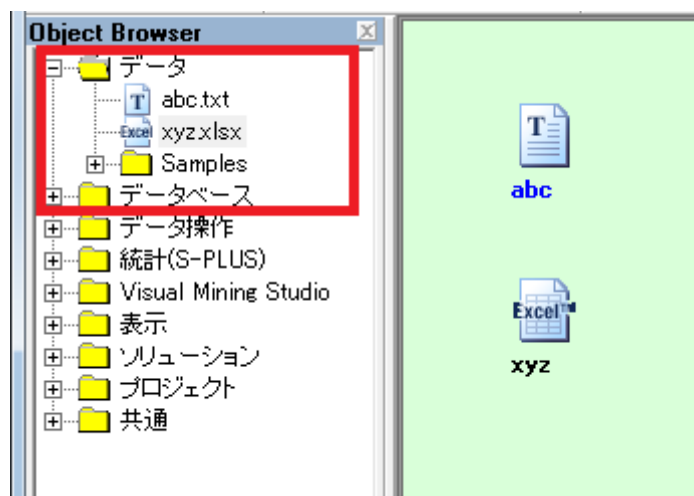 Object Browser
データ
abc.txt
xyz.xlsx
Samples
データベース
データ操作
統計(S-PLUS)
Visual Mining Studio
表示
ソリューション
プロジェクト
共通
T
abc
Excel
xyz